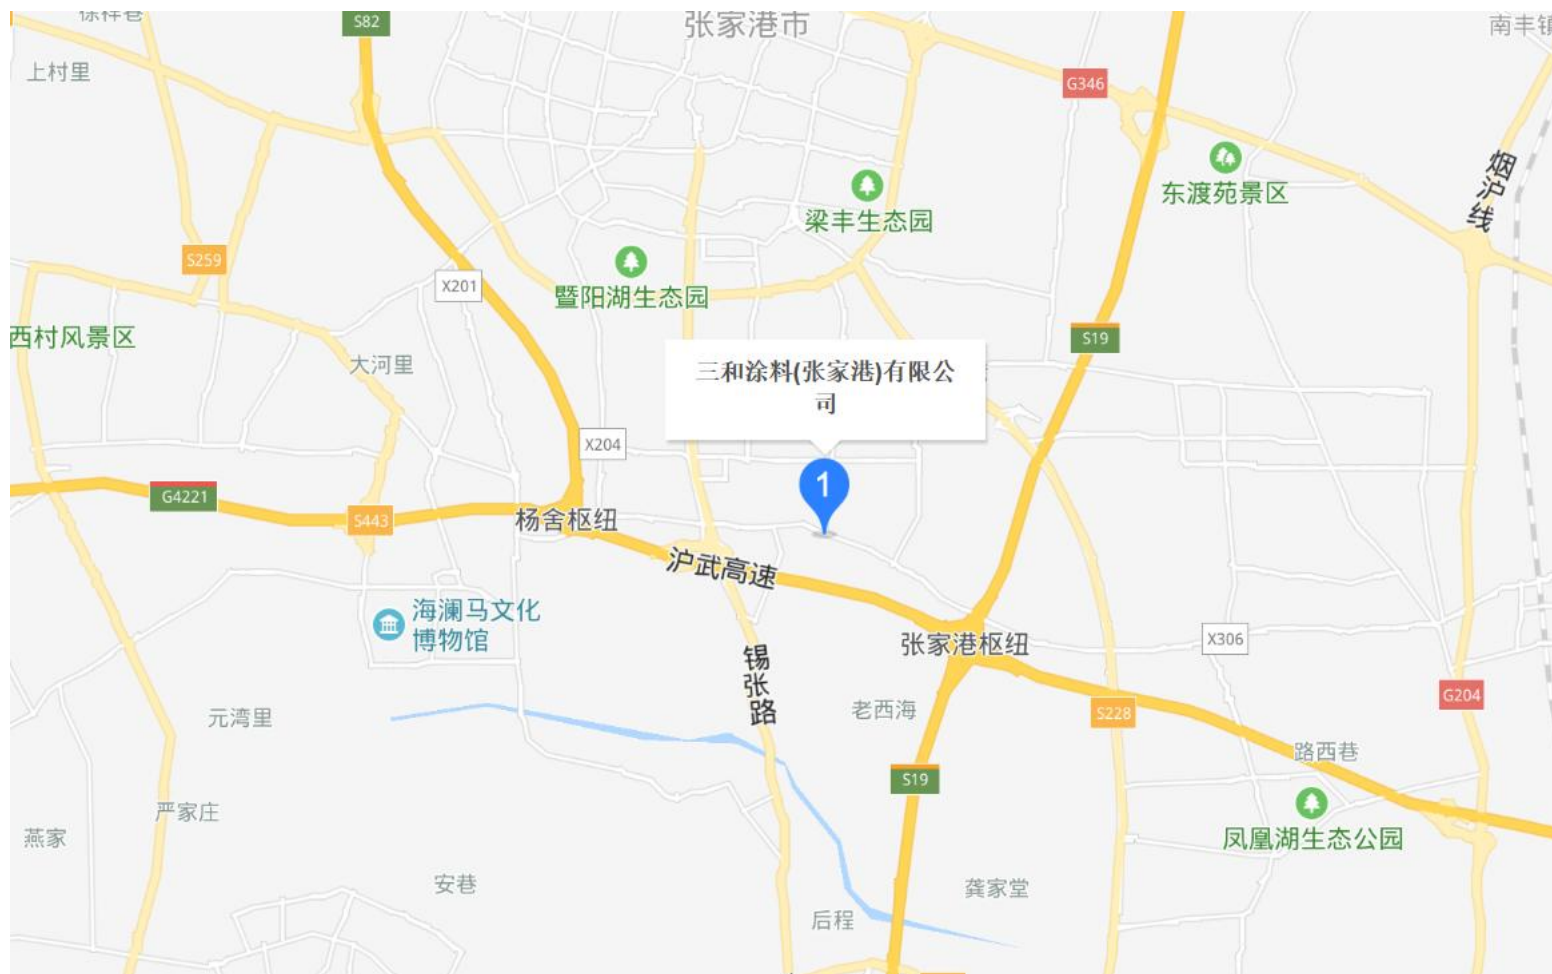 徐祥巷
S82
张家港市
南丰镇
上村里
G346
烟沪线
东渡苑景区
梁丰生态园
S259
X201
暨阳湖生态园
西村风景区
S19
大河里
三和涂料(张家港)有限公
司
X204
1
G4221
S443
杨舍枢纽
沪武高速
海澜马文化
博物馆
张家港枢纽
X306
锡张路
G204
元湾里
老西海
S228
路西巷
S19
严家庄
燕家
凤凰湖生态公园
安巷
龚家堂
后程